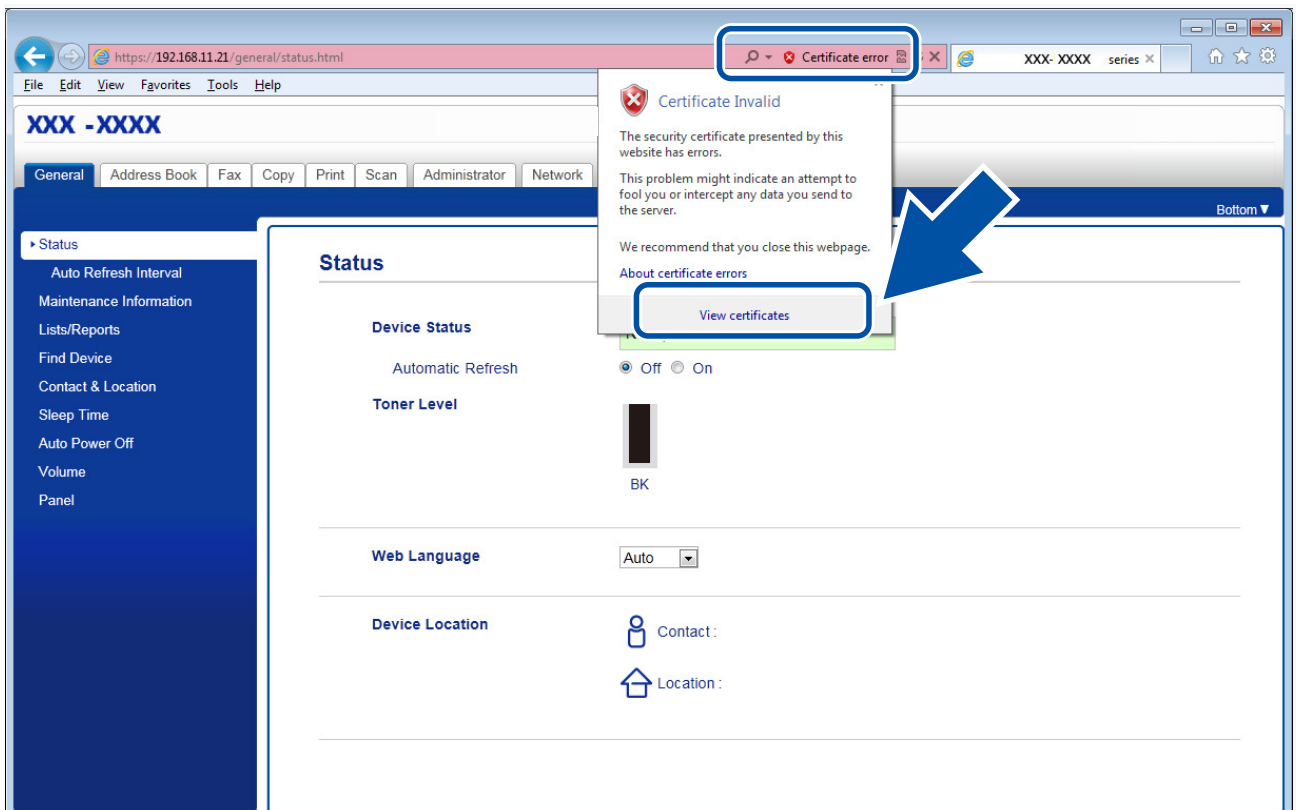 https://192.168.11.21/general/status.html
Certificate error
XXX- XXXX series
File Edit View Favorites Tools Help
XXX -XXXX
General Address Book Fax Copy Print Scan Administrator Network
Bottom▼
Certificate Invalid
The security certificate presented by this
website has errors.
This problem might indicate an attempt to
fool you or intercept any data you send to
the server.
We recommend that you close this webpage.
About certificate errors
View certificates
Status
Auto Refresh Interval
Maintenance Information
Lists/Reports
Find Device
Contact & Location
Sleep Time
Auto Power Off
Volume
Panel
Status
Device Status
Automatic Refresh Off On
Toner Level
BK
Web Language Auto
Device Location Contact :
Location :